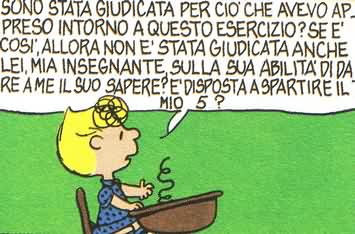 SONO STATA GIUDICATA PER CIO' CHE AVEVO AP-
PRESO INTORNO A QUESTO ESERCIZIO? SE E'
COSI', ALLORA NON E' STATA GIUDICATA ANCHE
LEI, MIA INSEGNANTE, SULLA SUA ABILITA' DI DA
RE A ME IL SUO SAPERE? E' DISPOSTA A SPARTIRE IL
MIO 5?